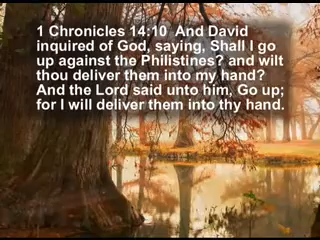 1 Chronicles 14:10  And David
inquired of God, saying, Shall I go
up against the Philistines? and wilt
thou deliver them into my hand?
And the Lord said unto him, Go up;
for I will deliver them into thy hand.